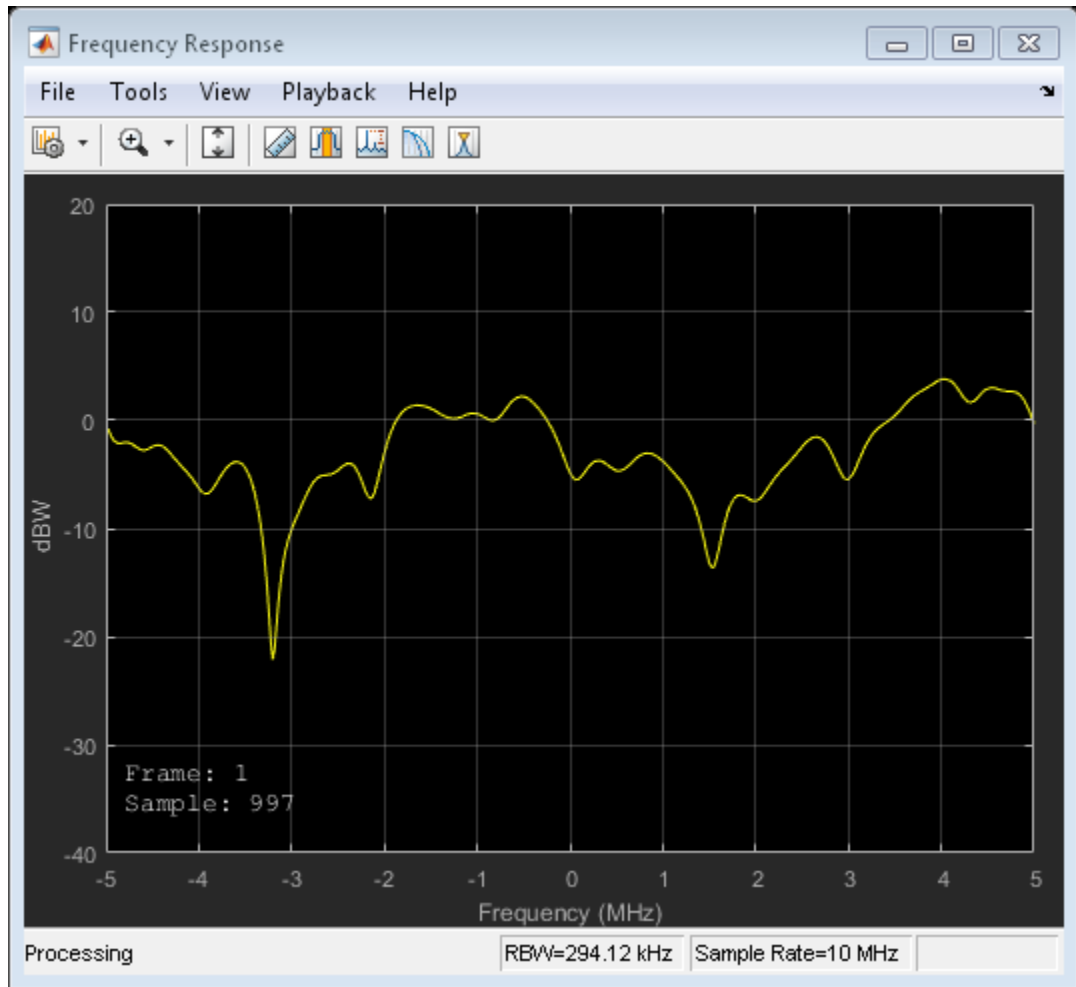 Frequency Response
File Tools View Playback Help
20
10
0
-10
-20
-30
-40
dBW
Frame: 1
Sample: 997
-5 -4 -3 -2 -1 0 1 2 3 4 5
Frequency (MHz)
Processing RBW=294.12 kHz Sample Rate=10 MHz